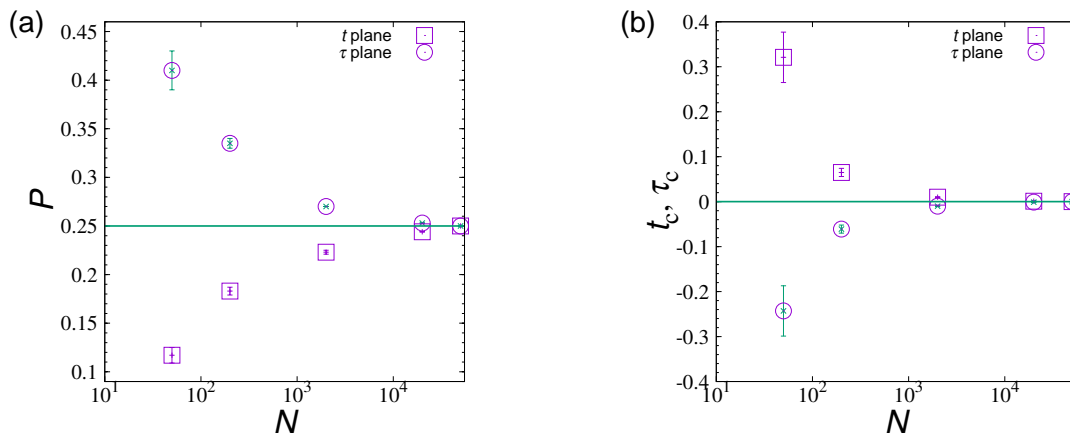 (a)
P
0.45
0.4
0.35
0.3
0.25
0.2
0.15
0.1
10¹ 10² 10³ 10⁴
N
t plane
τ plane
(b)
t_c, τ_c
0.4
0.3
0.2
0.1
0
-0.1
-0.2
-0.3
-0.4
10¹ 10² 10³ 10⁴
N
t plane
τ plane